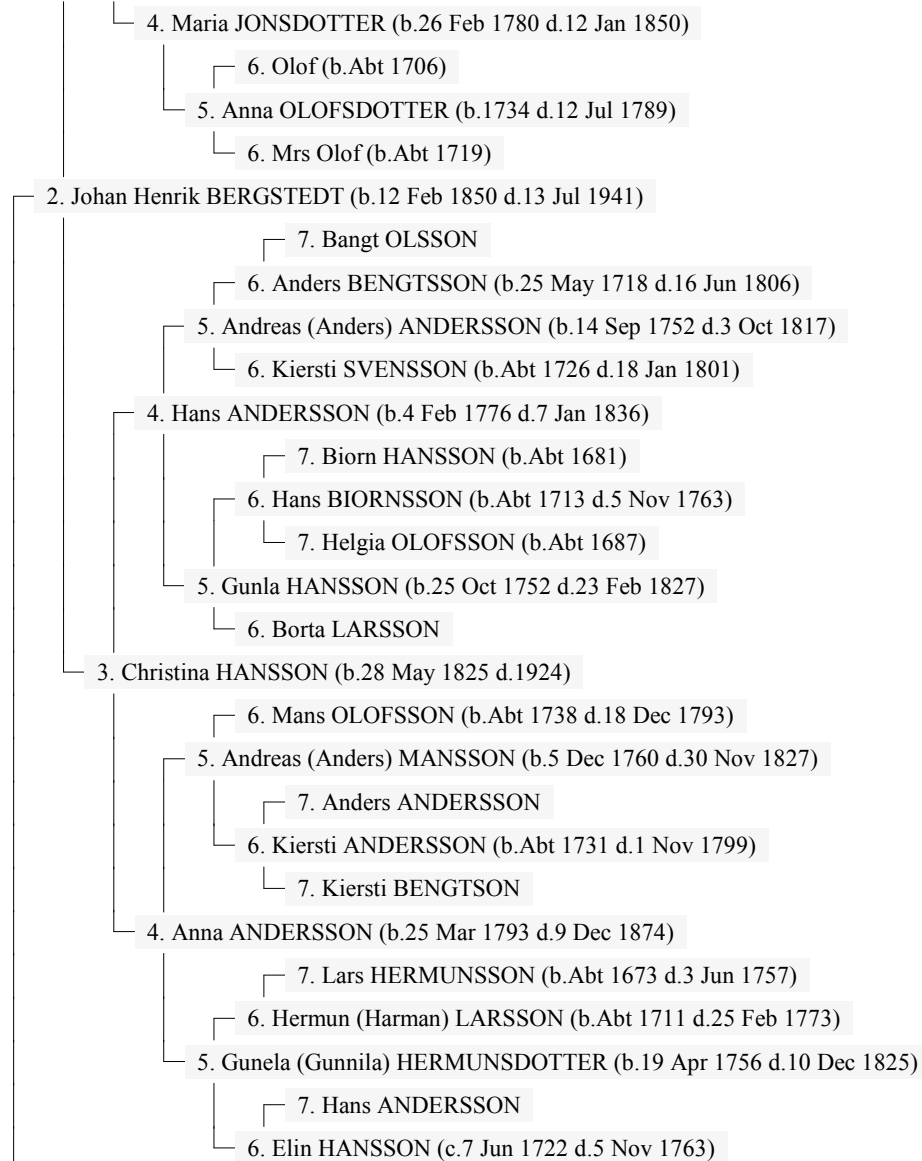 4. Maria JONSDOTTER (b.26 Feb 1780 d.12 Jan 1850)
6. Olof (b.Abt 1706)
5. Anna OLOFSDOTTER (b.1734 d.12 Jul 1789)
6. Mrs Olof (b.Abt 1719)
2. Johan Henrik BERGSTEDT (b.12 Feb 1850 d.13 Jul 1941)
7. Bangt OLSSON
6. Anders BENGTSSON (b.25 May 1718 d.16 Jun 1806)
5. Andreas (Anders) ANDERSSON (b.14 Sep 1752 d.3 Oct 1817)
6. Kiersti SVENSSON (b.Abt 1726 d.18 Jan 1801)
4. Hans ANDERSSON (b.4 Feb 1776 d.7 Jan 1836)
7. Biorn HANSSON (b.Abt 1681)
6. Hans BIORNSSON (b.Abt 1713 d.5 Nov 1763)
7. Helgia OLOFSSON (b.Abt 1687)
5. Gunla HANSSON (b.25 Oct 1752 d.23 Feb 1827)
6. Borta LARSSON
3. Christina HANSSON (b.28 May 1825 d.1924)
6. Mans OLOFSSON (b.Abt 1738 d.18 Dec 1793)
5. Andreas (Anders) MANSSON (b.5 Dec 1760 d.30 Nov 1827)
7. Anders ANDERSSON
6. Kiersti ANDERSSON (b.Abt 1731 d.1 Nov 1799)
7. Kiersti BENGTSON
4. Anna ANDERSSON (b.25 Mar 1793 d.9 Dec 1874)
7. Lars HERMUNSSON (b.Abt 1673 d.3 Jun 1757)
6. Hermun (Harman) LARSSON (b.Abt 1711 d.25 Feb 1773)
5. Gunela (Gunnila) HERMUNSDOTTER (b.19 Apr 1756 d.10 Dec 1825)
7. Hans ANDERSSON
6. Elin HANSSON (c.7 Jun 1722 d.5 Nov 1763)